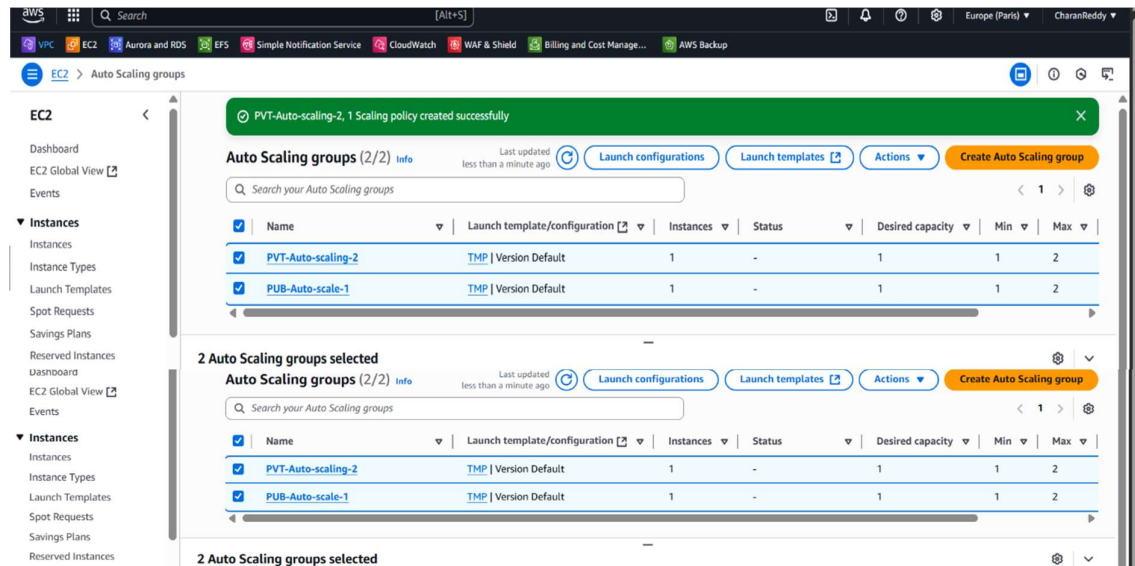 aws Search [Alt+S] Europe (Paris) ▼ CharanReddy ▼
VPC EC2 Aurora and RDS EFS Simple Notification Service CloudWatch WAF & Shield Billing and Cost Manage... AWS Backup
EC2 > Auto Scaling groups
EC2
Dashboard
EC2 Global View
Events
▼ Instances
Instances
Instance Types
Launch Templates
Spot Requests
Savings Plans
Reserved Instances
PVT-Auto-scaling-2, 1 Scaling policy created successfully
Auto Scaling groups (2/2) Info Last updated less than a minute ago Launch configurations Launch templates Actions ▼ Create Auto Scaling group
Search your Auto Scaling groups < 1 >
Name Launch template/configuration Instances Status Desired capacity Min Max
PVT-Auto-scaling-2 TMP | Version Default 1 - 1 1 2
PUB-Auto-scale-1 TMP | Version Default 1 - 1 1 2
2 Auto Scaling groups selected
Dashboard
EC2 Global View
Events
▼ Instances
Instances
Instance Types
Launch Templates
Spot Requests
Savings Plans
Reserved Instances
Auto Scaling groups (2/2) Info Last updated less than a minute ago Launch configurations Launch templates Actions ▼ Create Auto Scaling group
Search your Auto Scaling groups < 1 >
Name Launch template/configuration Instances Status Desired capacity Min Max
PVT-Auto-scaling-2 TMP | Version Default 1 - 1 1 2
PUB-Auto-scale-1 TMP | Version Default 1 - 1 1 2
2 Auto Scaling groups selected